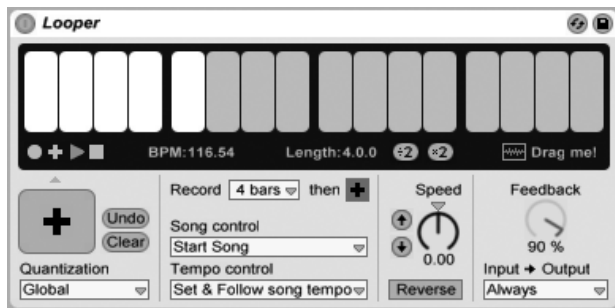 Looper
BPM:116.54 Length:4.0.0 ÷2 ×2 Drag me!
Record 4 bars then
Speed
Feedback
Undo
Clear
Song control
Start Song
0.00
90 %
Quantization
Tempo control
Input → Output
Global
Set & Follow song tempo
Reverse
Always